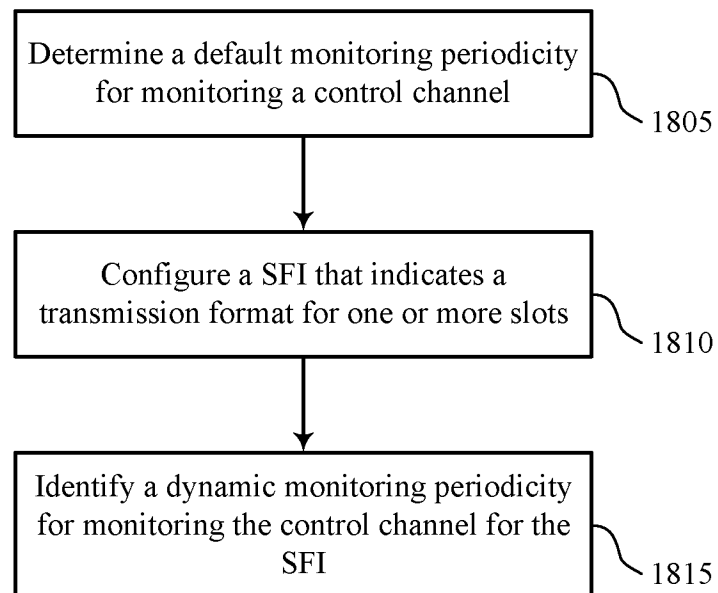 Determine a default monitoring periodicity
for monitoring a control channel
1805
Configure a SFI that indicates a
transmission format for one or more slots
1810
Identify a dynamic monitoring periodicity
for monitoring the control channel for the
SFI
1815